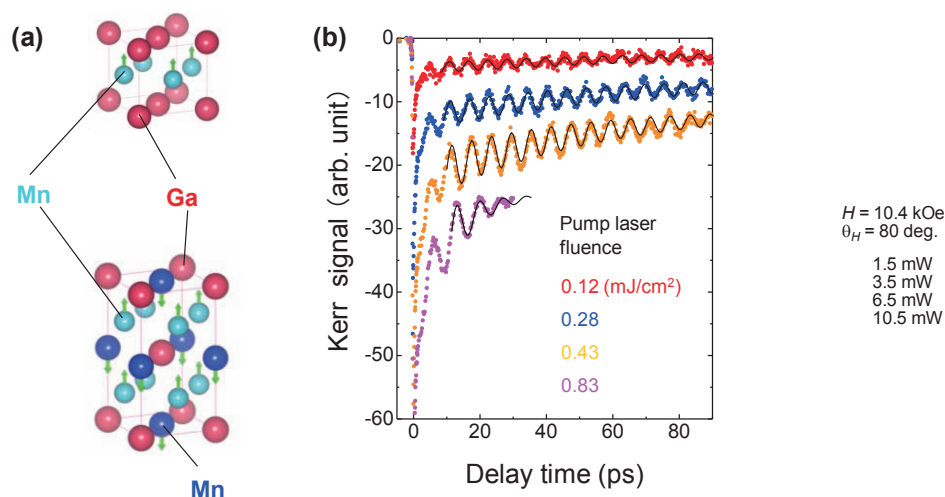 (a)
Mn
Ga
Mn
(b)
Kerr signal (arb. unit)
0
-10
-20
-30
-40
-50
-60
0
20
40
60
80
Delay time (ps)
Pump laser
fluence
0.12 (mJ/cm²)
0.28
0.43
0.83
H = 10.4 kOe
θH = 80 deg.
1.5 mW
3.5 mW
6.5 mW
10.5 mW